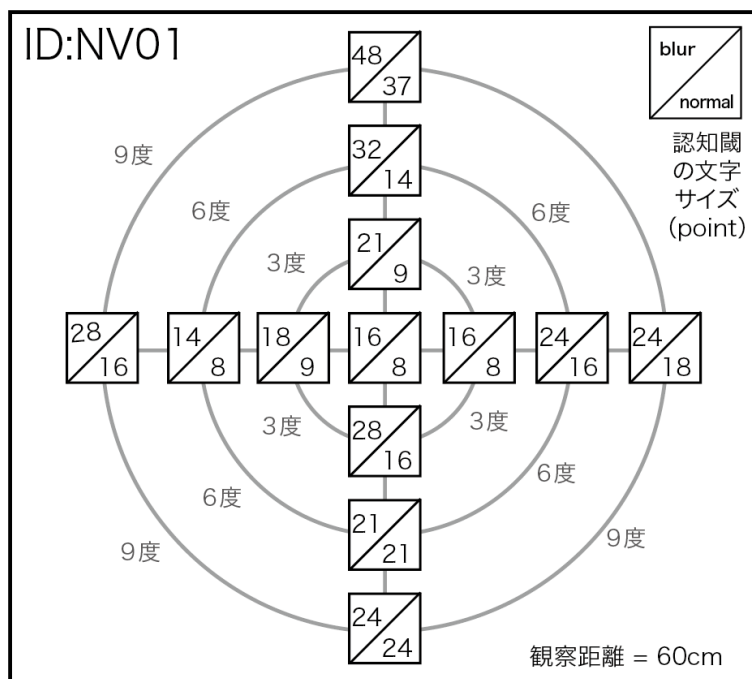 ID:NV01
blur
normal
認知閾
の文字
サイズ
(point)
48
37
9度
32
14
6度
6度
21
9
3度
3度
28
16
14
8
18
9
16
8
16
8
24
16
24
18
3度
3度
28
16
6度
6度
21
21
9度
9度
24
24
観察距離 = 60cm